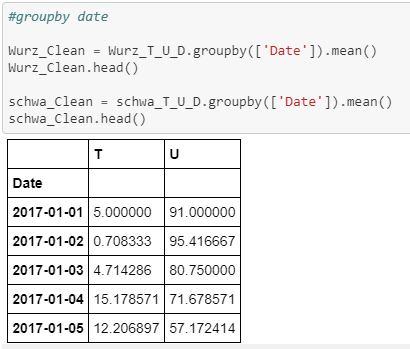 #groupby date
Wurz_Clean = Wurz_T_U_D.groupby(['Date']).mean()
Wurz_Clean.head()
schwa_Clean = schwa_T_U_D.groupby(['Date']).mean()
schwa_Clean.head()
T U
Date
2017-01-01 5.000000 91.000000
2017-01-02 0.708333 95.416667
2017-01-03 4.714286 80.750000
2017-01-04 15.178571 71.678571
2017-01-05 12.206897 57.172414